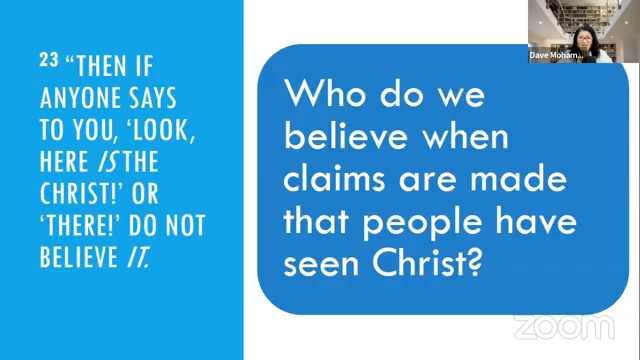 23 “THEN IF
ANYONE SAYS
TO YOU, ‘LOOK,
HERE IS THE
CHRIST!’ OR
‘THERE!’ DO NOT
BELIEVE IT.
Who do we
believe when
claims are made
that people have
seen Christ?
Dave Moham...
zoom